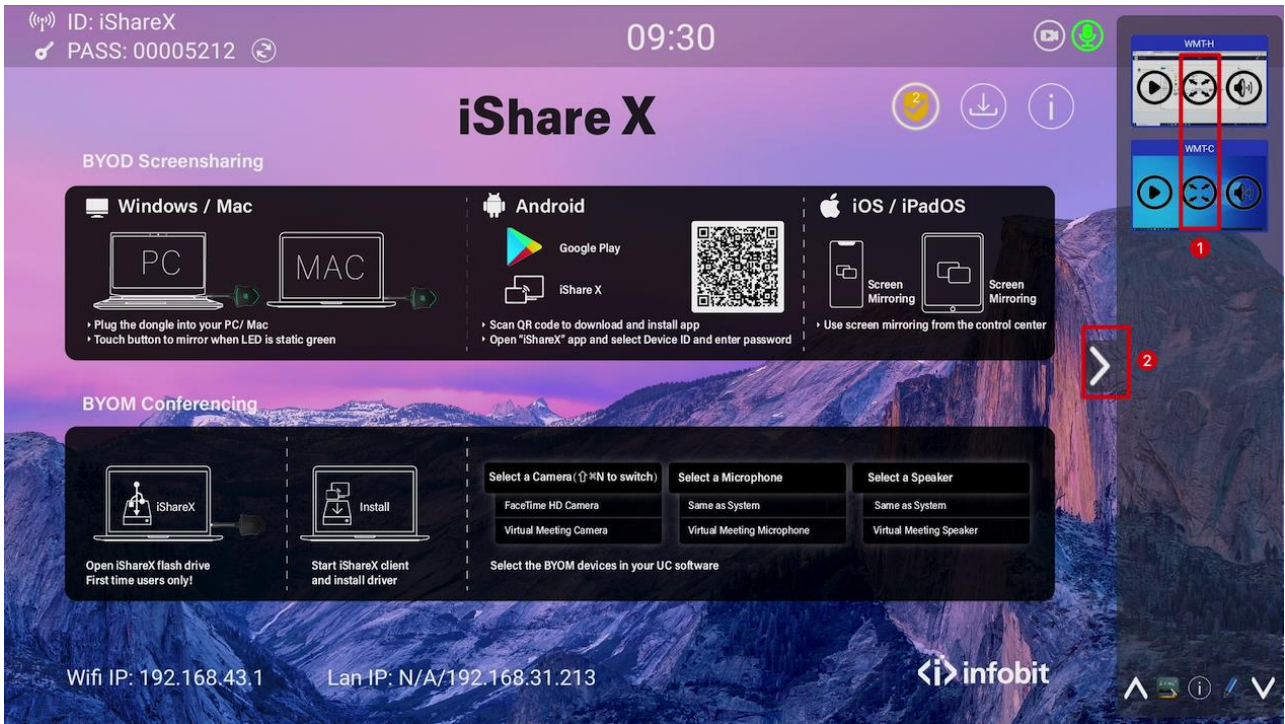 ID: iShareX
PASS: 00005212
09:30
iShare X
2
BYOD Screensharing
Windows / Mac
PC
MAC
‣ Plug the dongle into your PC/ Mac
‣ Touch button to mirror when LED is static green
Android
Google Play
iShare X
‣ Scan QR code to download and install app
‣ Open "iShareX" app and select Device ID and enter password
iOS / iPadOS
Screen
Mirroring
Screen
Mirroring
‣ Use screen mirroring from the control center
BYOM Conferencing
iShareX
Open iShareX flash drive
First time users only!
Install
Start iShareX client
and install driver
Select a Camera(⇧⌘N to switch)
FaceTime HD Camera
Virtual Meeting Camera
Select a Microphone
Same as System
Virtual Meeting Microphone
Select a Speaker
Same as System
Virtual Meeting Speaker
Select the BYOM devices in your UC software
Wifi IP: 192.168.43.1
Lan IP: N/A/192.168.31.213
<i> infobit
WMT-H
WMT-C
1
2